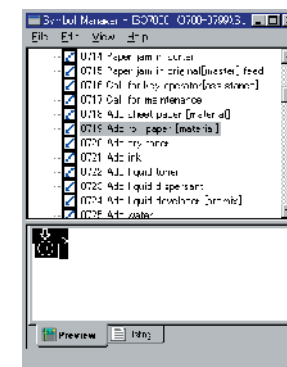 Symbol Manager - ISO7000 (0700-0799)S..
File Edit View Help
0714 Paper jam in sorter
0715 Paper jam in original[master] feed
0716 Call for key operator[assistance]
0717 Call for maintenance
0718 Add sheet paper [material]
0719 Add roll paper [material]
0720 Add dry toner
0721 Add ink
0722 Add liquid toner
0723 Add liquid dispersant
0724 Add liquid developer [premix]
0725 Add water
Preview Listing